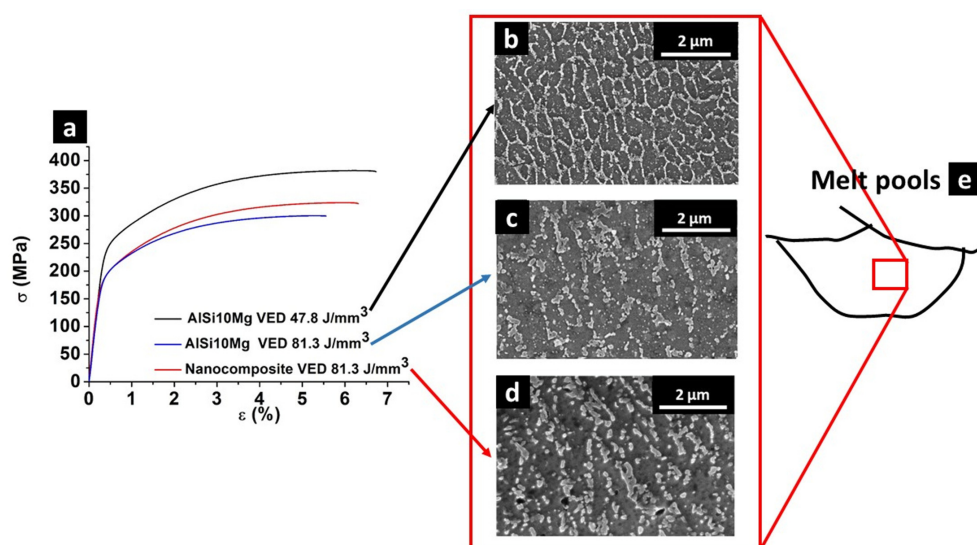 a
σ (MPa)
400
350
300
250
200
150
100
50
0
0 1 2 3 4 5 6 7
ε (%)
AlSi10Mg VED 47.8 J/mm³
AlSi10Mg VED 81.3 J/mm³
Nanocomposite VED 81.3 J/mm³
b
2 µm
c
2 µm
d
2 µm
Melt pools e